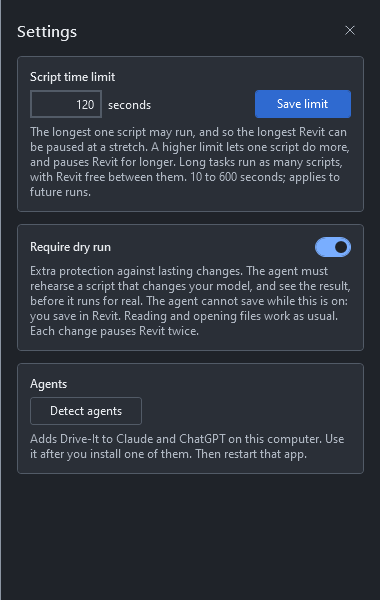 Settings
Script time limit
120 seconds Save limit
The longest one script may run, and so the longest Revit can
be paused at a stretch. A higher limit lets one script do more,
and pauses Revit for longer. Long tasks run as many scripts,
with Revit free between them. 10 to 600 seconds; applies to
future runs.
Require dry run
Extra protection against lasting changes. The agent must
rehearse a script that changes your model, and see the result,
before it runs for real. The agent cannot save while this is on:
you save in Revit. Reading and opening files work as usual.
Each change pauses Revit twice.
Agents
Detect agents
Adds Drive-It to Claude and ChatGPT on this computer. Use
it after you install one of them. Then restart that app.